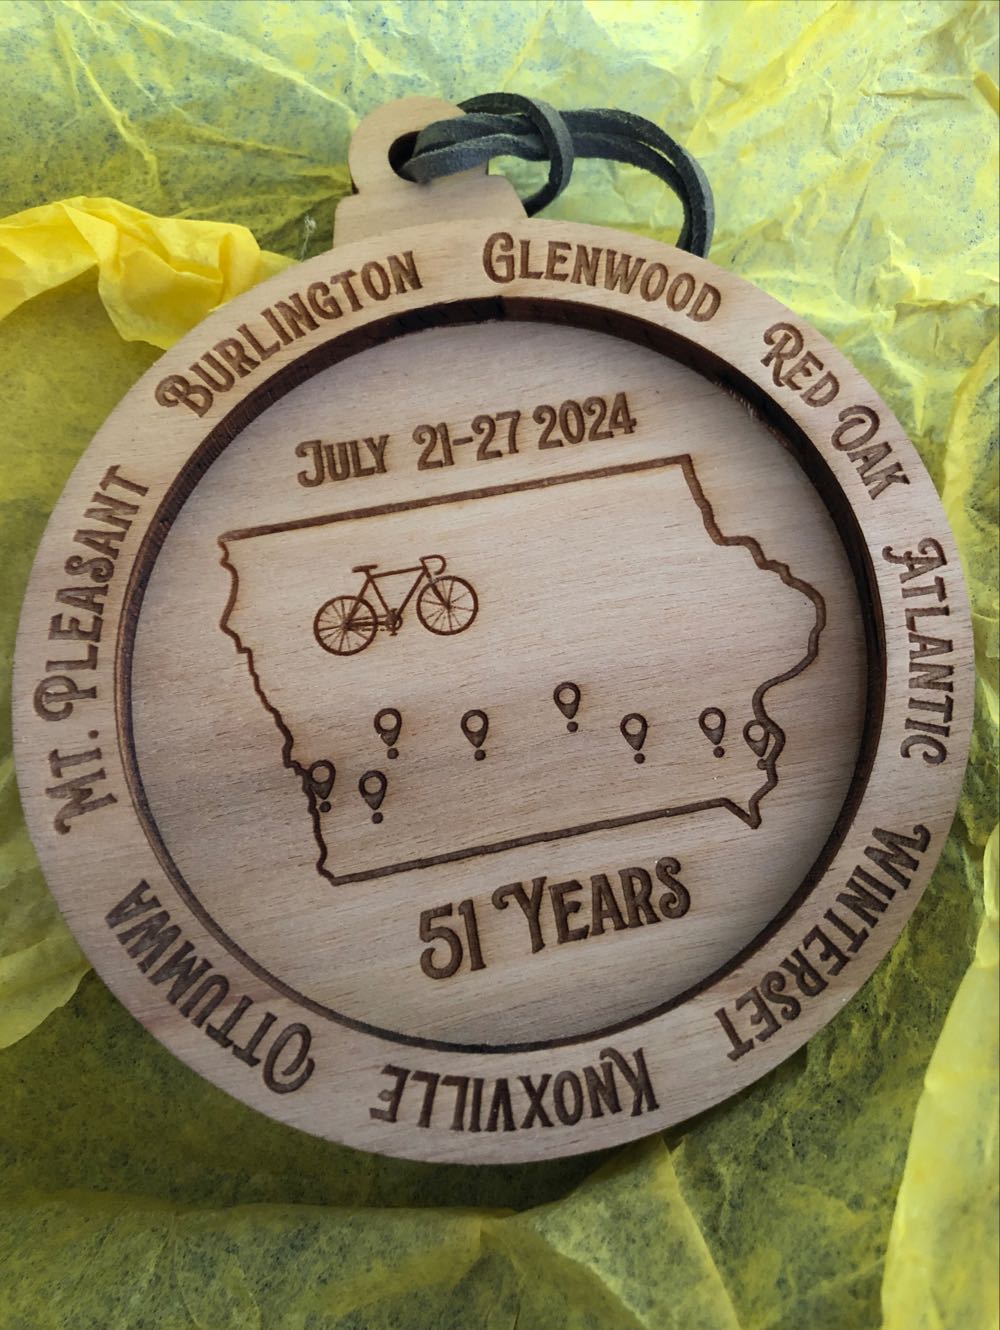 Glenwood
Red Oak
Atlantic
Winterset
Knoxville
Ottumwa
Mt. Pleasant
Burlington
July 21-27 2024
51 Years